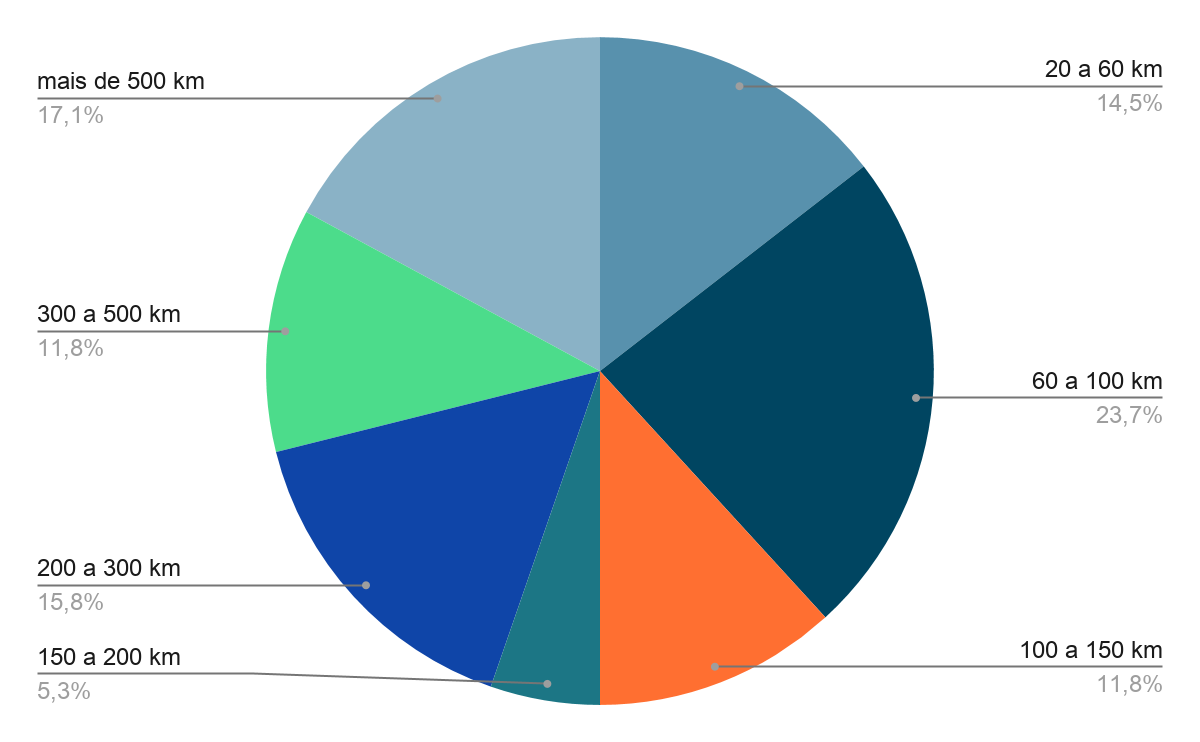 mais de 500 km
17,1%
300 a 500 km
11,8%
200 a 300 km
15,8%
150 a 200 km
5,3%
20 a 60 km
14,5%
60 a 100 km
23,7%
100 a 150 km
11,8%